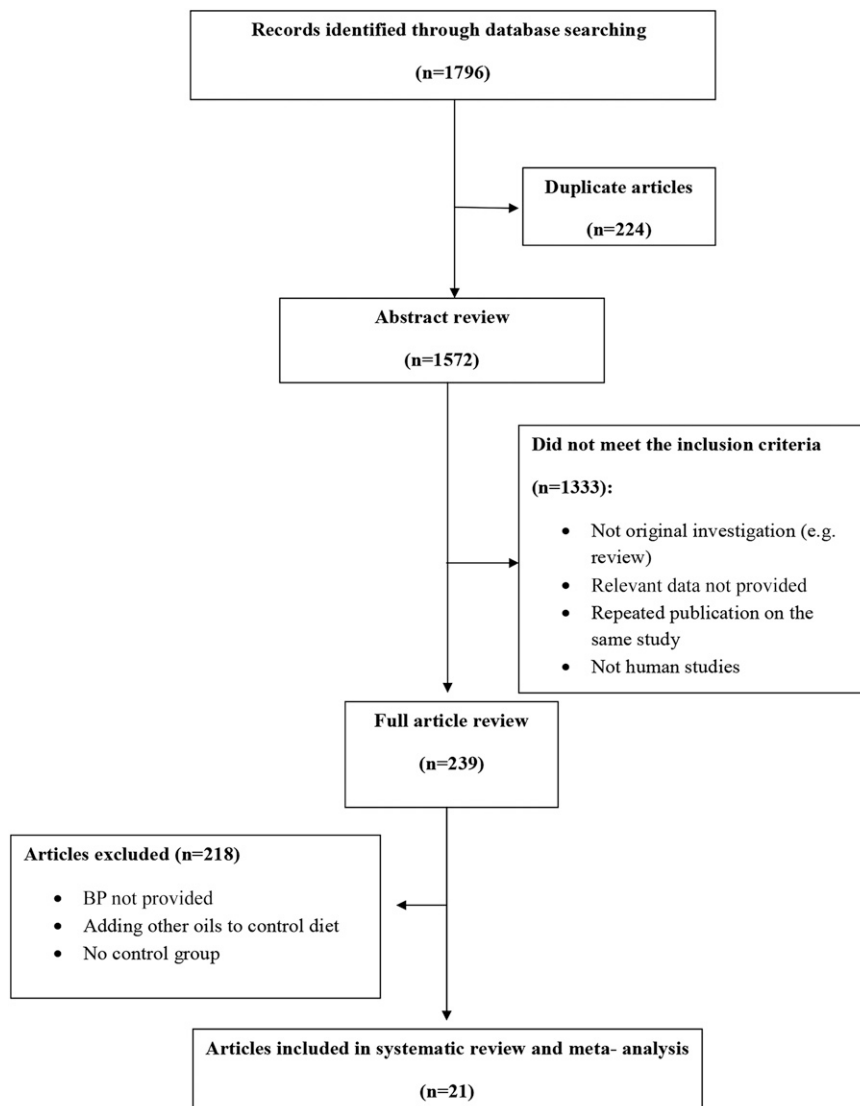 Records identified through database searching
(n=1796)
Duplicate articles
(n=224)
Abstract review
(n=1572)
Did not meet the inclusion criteria
(n=1333):
• Not original investigation (e.g.
review)
• Relevant data not provided
• Repeated publication on the
same study
• Not human studies
Full article review
(n=239)
Articles excluded (n=218)
• BP not provided
• Adding other oils to control diet
• No control group
Articles included in systematic review and meta- analysis
(n=21)